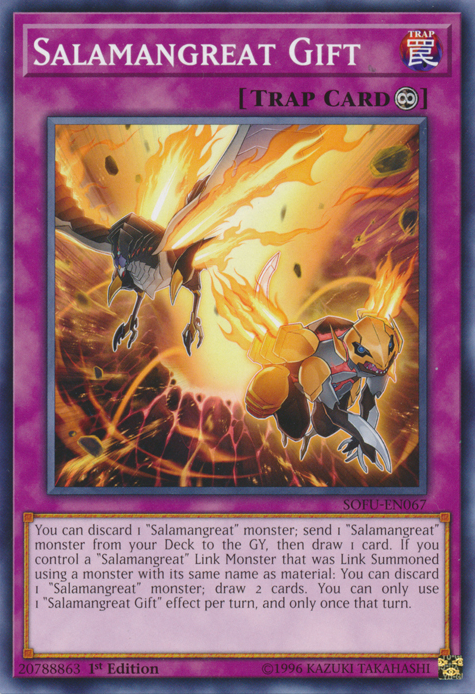 SALAMANGREAT GIFT
TRAP
罠
[TRAP CARD]
SOFU-EN067
You can discard 1 "Salamangreat" monster; send 1 "Salamangreat"
monster from your Deck to the GY, then draw 1 card. If you
control a "Salamangreat" Link Monster that was Link Summoned
using a monster with its same name as material: You can discard
1 "Salamangreat" monster; draw 2 cards. You can only use
1 "Salamangreat Gift" effect per turn, and only once that turn.
20788863 1st Edition ©1996 KAZUKI TAKAHASHI